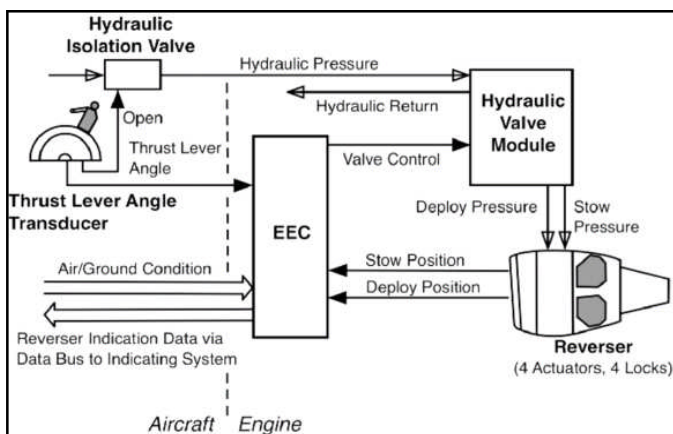 Hydraulic
Isolation Valve
Hydraulic Pressure
Hydraulic Return
Hydraulic
Valve
Module
Open
Thrust Lever
Angle
Valve Control
Thrust Lever Angle
Transducer
EEC
Deploy Pressure
Stow
Pressure
Air/Ground Condition
Stow Position
Deploy Position
Reverser Indication Data via
Data Bus to Indicating System
Reverser
(4 Actuators, 4 Locks)
Aircraft
Engine